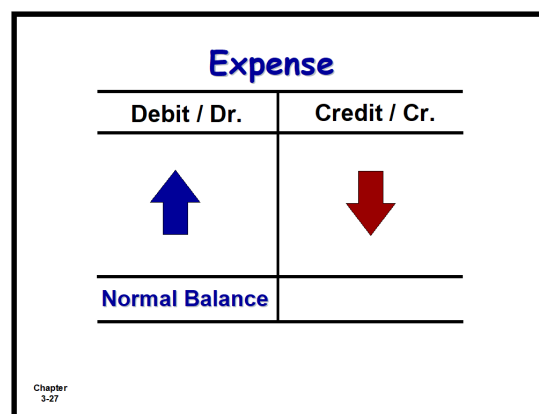 Expense
Debit / Dr.
Credit / Cr.
Normal Balance
Chapter
3-27